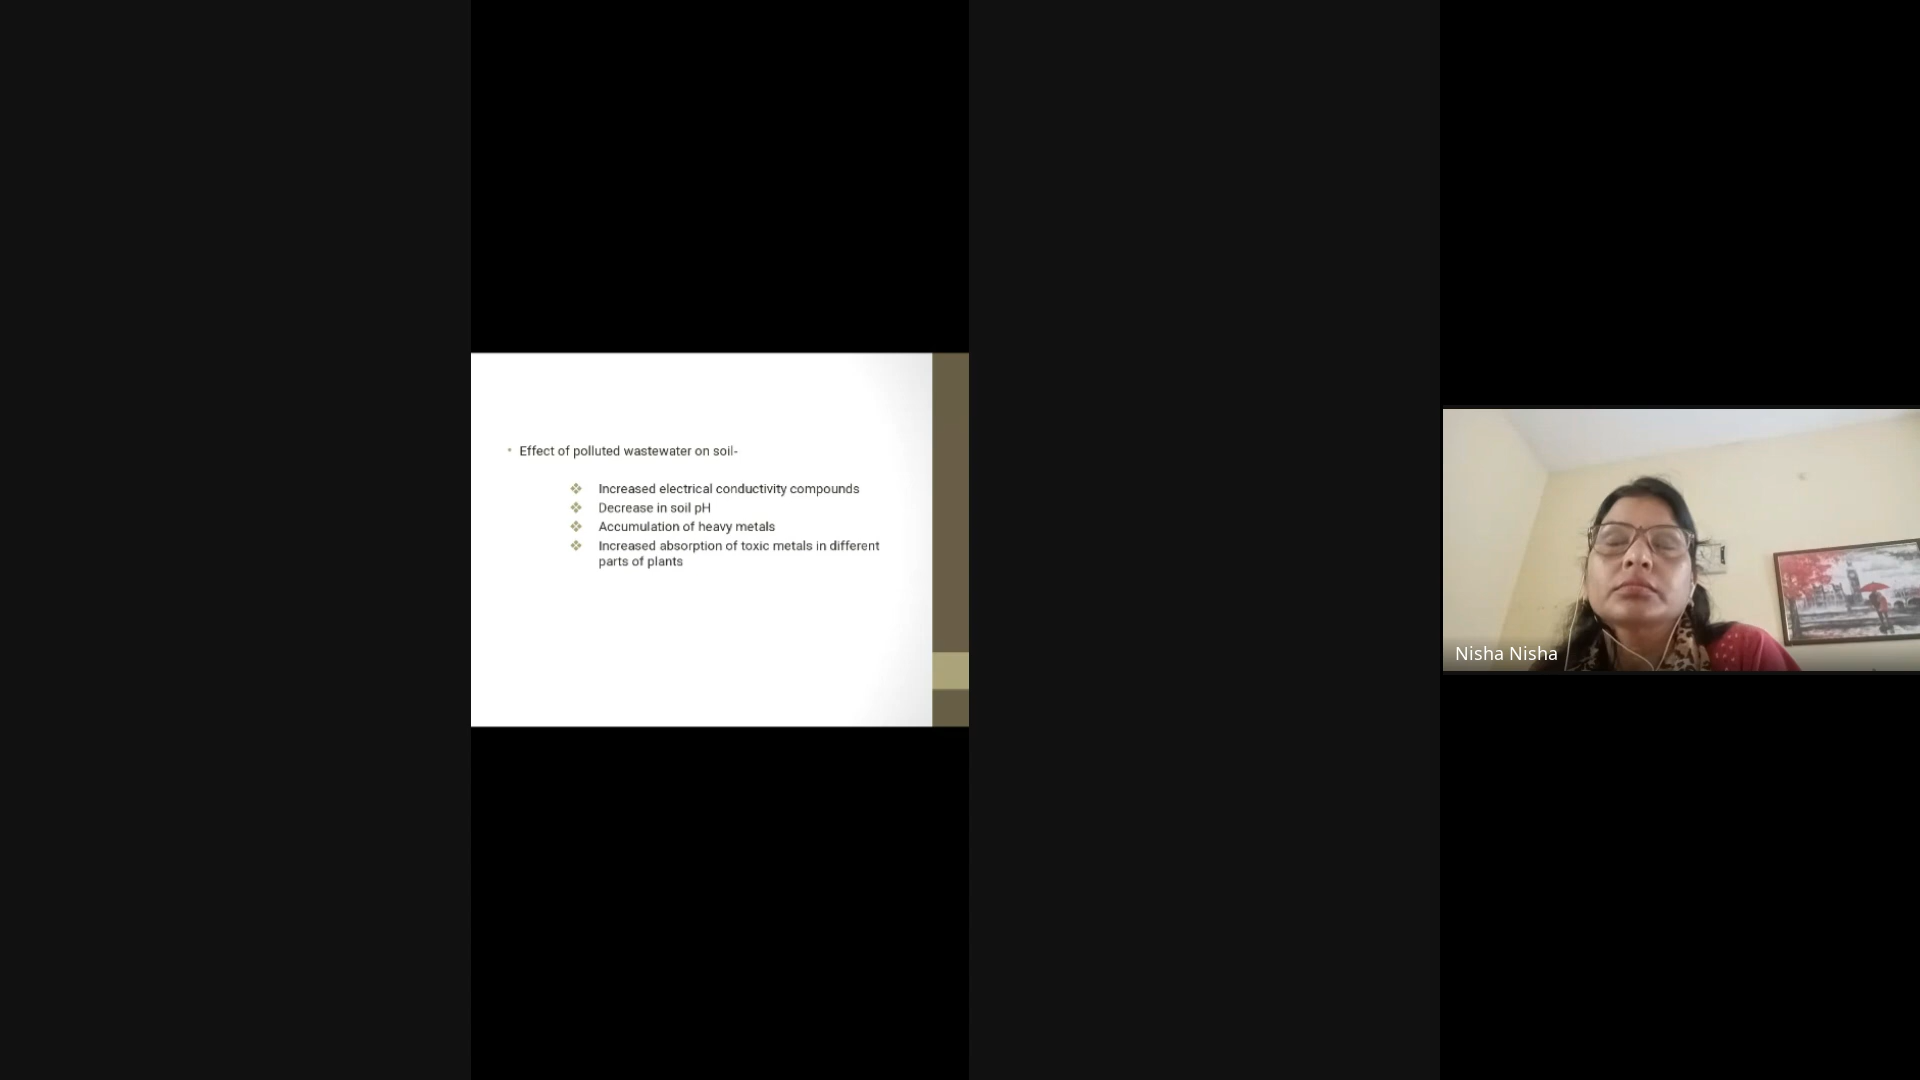 • Effect of polluted wastewater on soil-
❖ Increased electrical conductivity compounds
❖ Decrease in soil pH
❖ Accumulation of heavy metals
❖ Increased absorption of toxic metals in different
parts of plants
Nisha Nisha